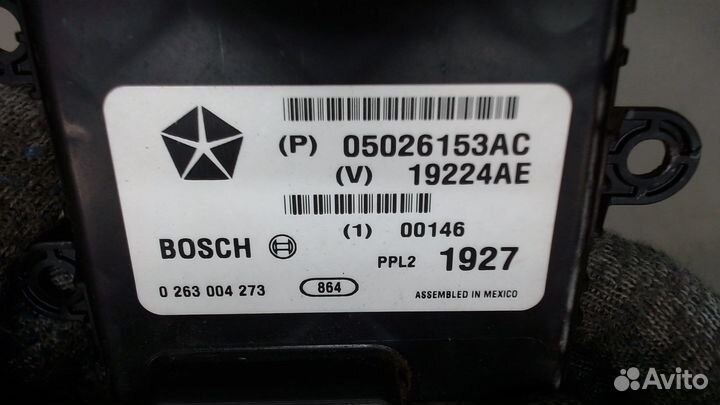 (P) 05026153AC
(V) 19224AE
(1) 00146
BOSCH PPL2 1927
0 263 004 273 864 ASSEMBLED IN MEXICO
Avito